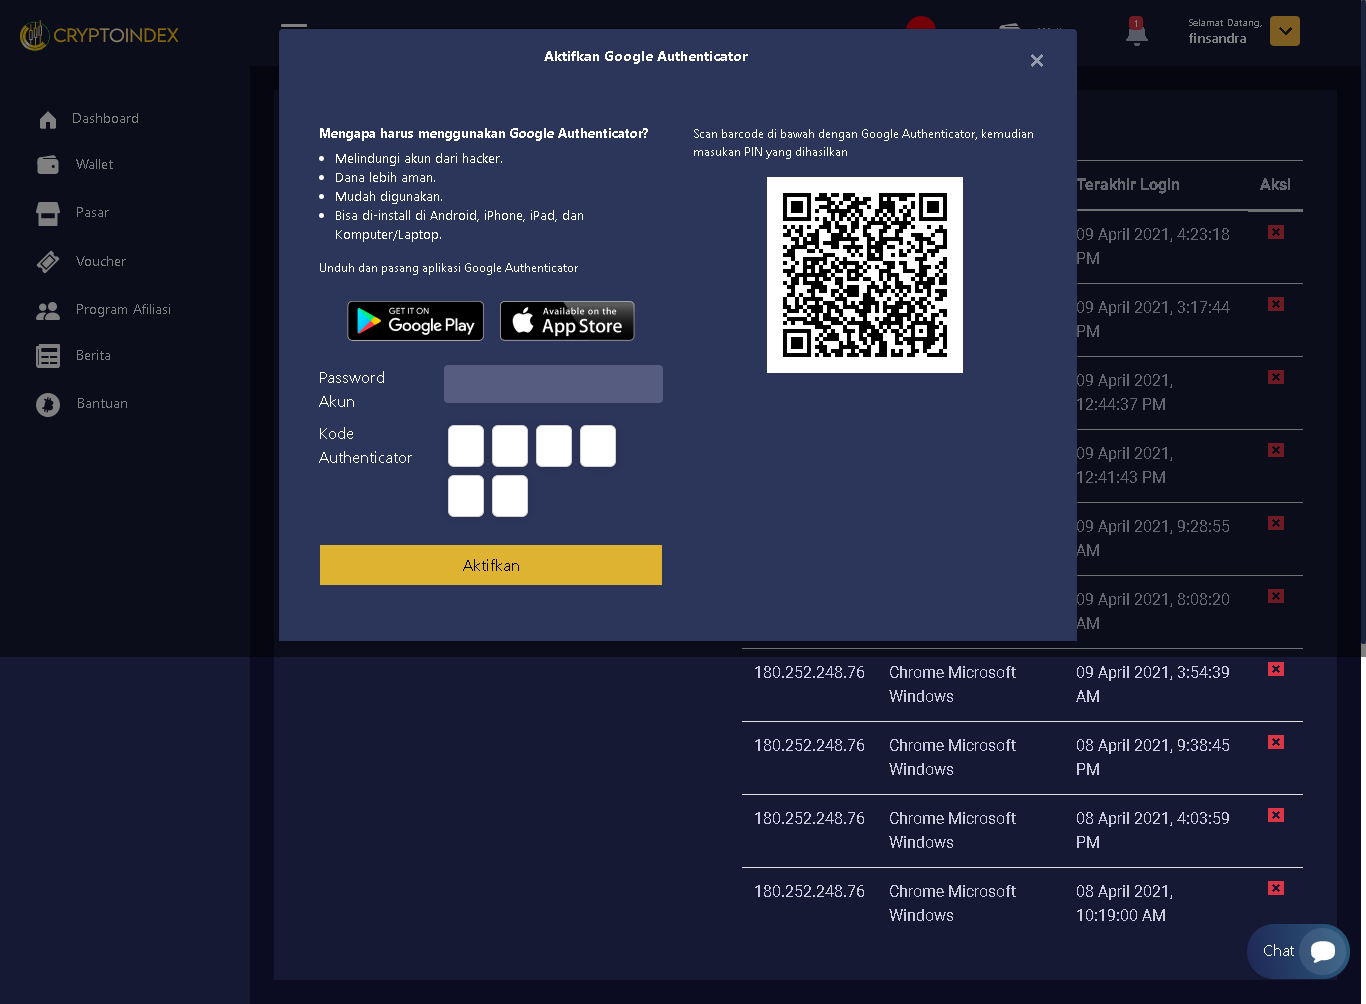 CRYPTOINDEX
1
Selamat Datang,
finsandra
Dashboard
Wallet
Pasar
Voucher
Program Afiliasi
Berita
Bantuan
Aktifkan Google Authenticator
×
Mengapa harus menggunakan Google Authenticator?
Melindungi akun dari hacker.
Dana lebih aman.
Mudah digunakan.
Bisa di-install di Android, iPhone, iPad, dan
Komputer/Laptop.
Unduh dan pasang aplikasi Google Authenticator
GET IT ON
Google Play
Available on the
App Store
Password
Akun
Kode
Authenticator
Aktifkan
Scan barcode di bawah dengan Google Authenticator, kemudian
masukan PIN yang dihasilkan
Terakhir Login Aksi
09 April 2021, 4:23:18
PM
09 April 2021, 3:17:44
PM
09 April 2021,
12:44:37 PM
09 April 2021,
12:41:43 PM
09 April 2021, 9:28:55
AM
09 April 2021, 8:08:20
AM
180.252.248.76 Chrome Microsoft 09 April 2021, 3:54:39
Windows AM
180.252.248.76 Chrome Microsoft 08 April 2021, 9:38:45
Windows PM
180.252.248.76 Chrome Microsoft 08 April 2021, 4:03:59
Windows PM
180.252.248.76 Chrome Microsoft 08 April 2021,
Windows 10:19:00 AM
Chat